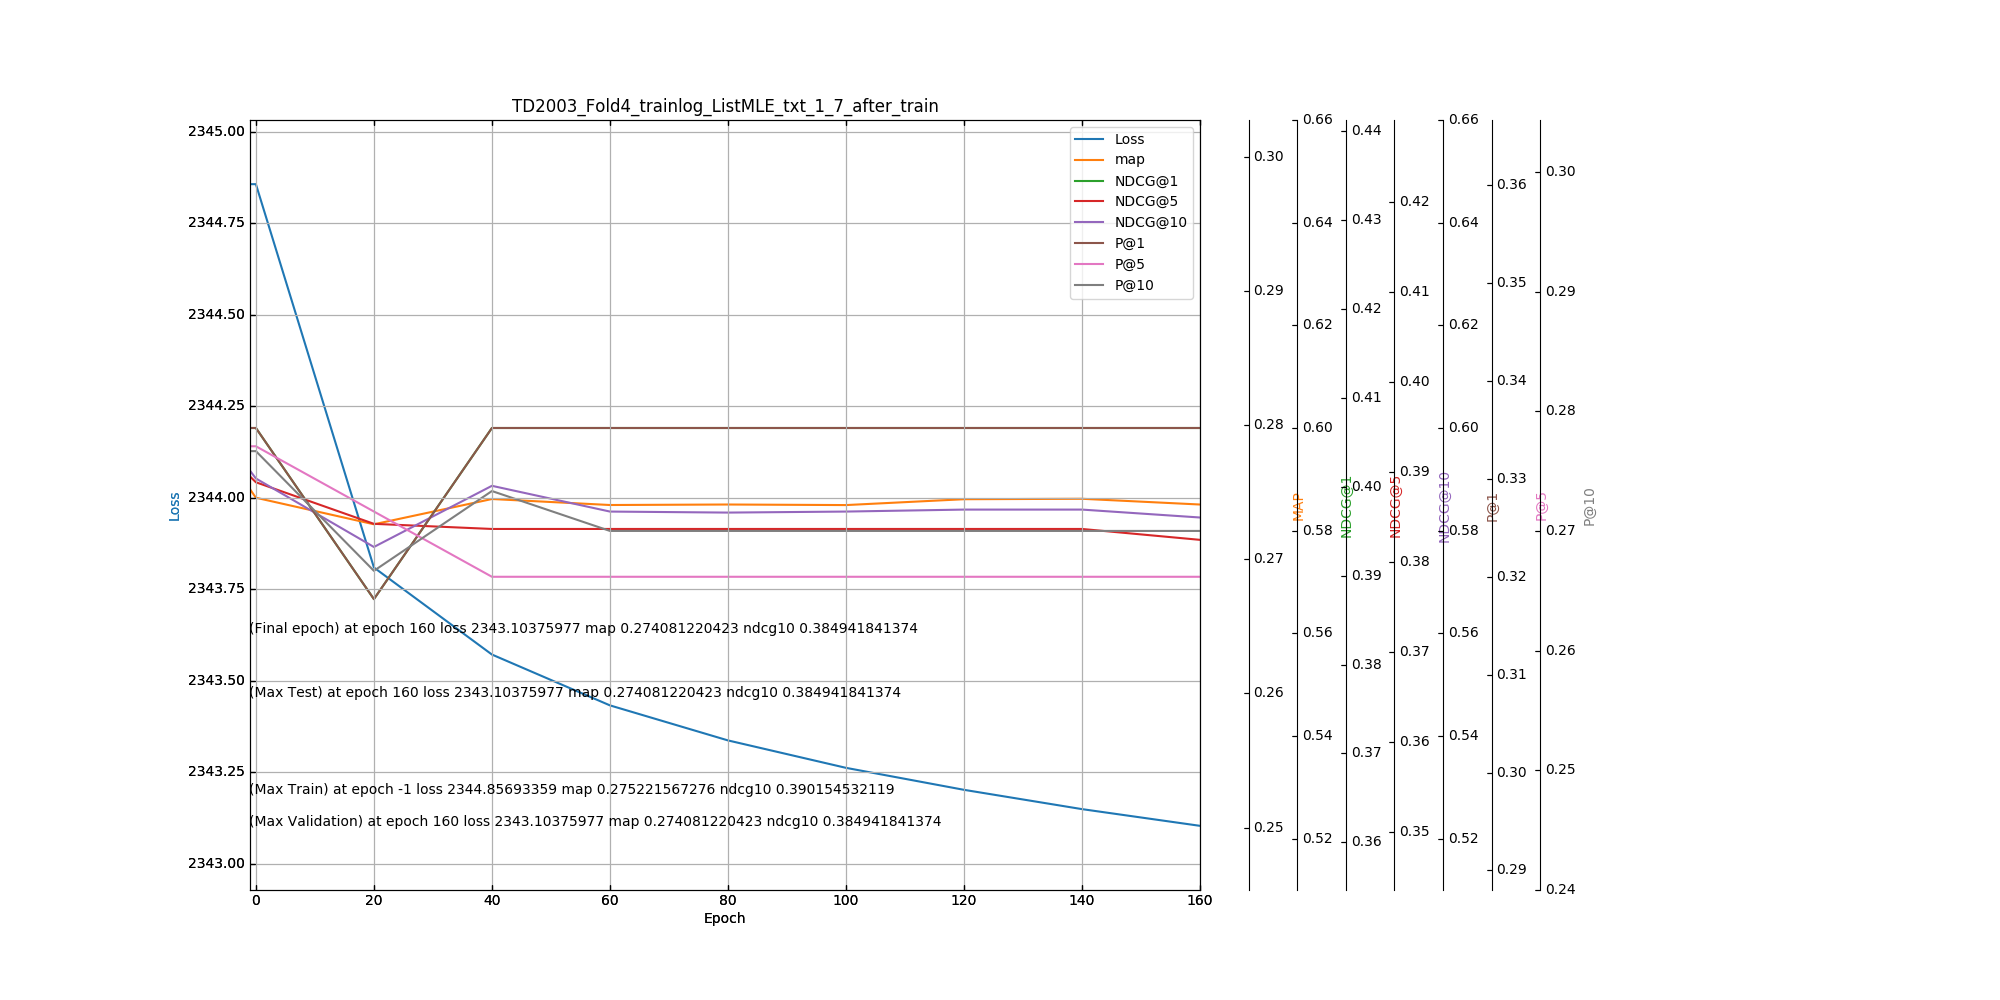 TD2003_Fold4_trainlog_ListMLE_txt_1_7_after_train
Loss
2345.00
2344.75
2344.50
2344.25
2344.00
2343.75
2343.50
2343.25
2343.00
Loss
map
NDCG@1
NDCG@5
NDCG@10
P@1
P@5
P@10
(Final epoch) at epoch 160 loss 2343.10375977 map 0.274081220423 ndcg10 0.384941841374
(Max Test) at epoch 160 loss 2343.10375977 map 0.274081220423 ndcg10 0.384941841374
(Max Train) at epoch -1 loss 2344.85693359 map 0.275221567276 ndcg10 0.390154532119
(Max Validation) at epoch 160 loss 2343.10375977 map 0.274081220423 ndcg10 0.384941841374
0 20 40 60 80 100 120 140 160
Epoch
0.30
0.29
0.28
0.27
0.26
0.25
MAP
0.66
0.64
0.62
0.60
0.58
0.56
0.54
0.52
NDCG@1
0.44
0.43
0.42
0.41
0.40
0.39
0.38
0.37
0.36
NDCG@5
0.42
0.41
0.40
0.39
0.38
0.37
0.36
0.35
NDCG@10
0.66
0.64
0.62
0.60
0.58
0.56
0.54
0.52
P@1
0.36
0.35
0.34
0.33
0.32
0.31
0.30
0.29
P@5
0.30
0.29
0.28
0.27
0.26
0.25
0.24
P@10